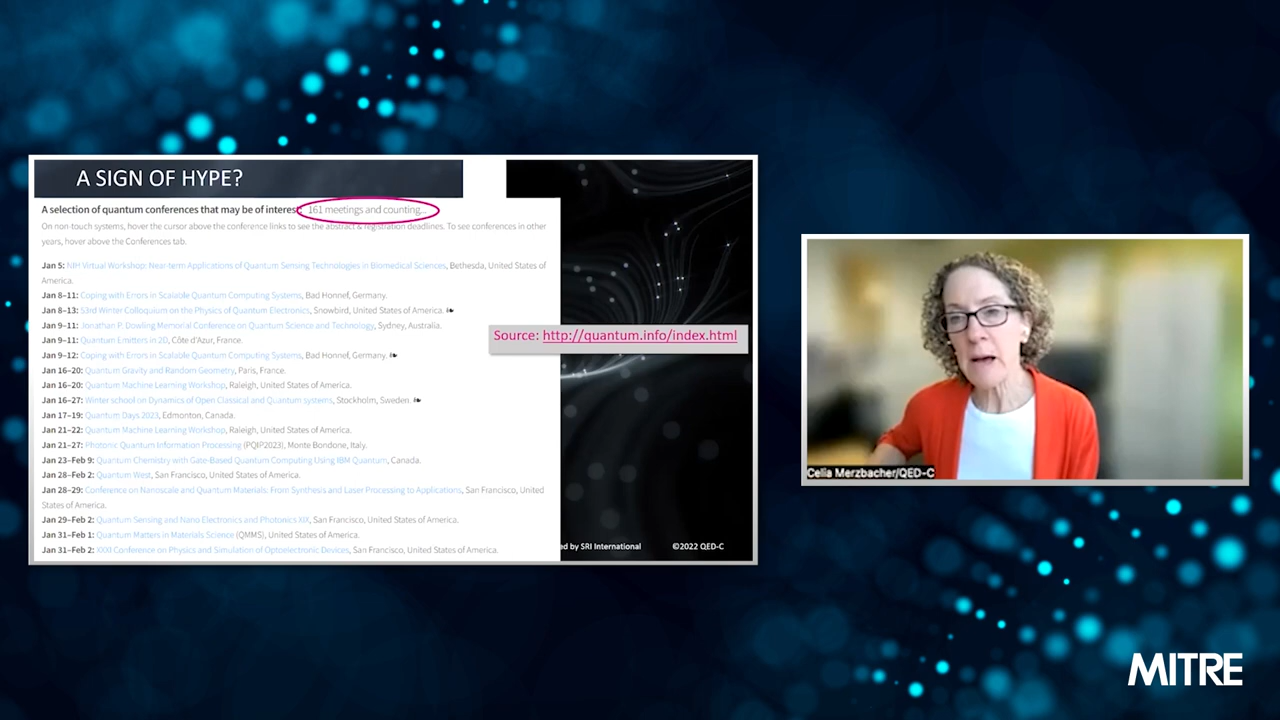 A SIGN OF HYPE?
A selection of quantum conferences that may be of interest: 161 meetings and counting...
On non-touch systems, hover the cursor above the conference links to see the abstract & registration deadlines. To see conferences in other
years, hover above the Conferences tab.
Jan 5: NIH Virtual Workshop: Near-term Applications of Quantum Sensing Technologies in Biomedical Sciences, Bethesda, United States of
America.
Jan 8–11: Coping with Errors in Scalable Quantum Computing Systems, Bad Honnef, Germany.
Jan 8–13: 53rd Winter Colloquium on the Physics of Quantum Electronics, Snowbird, United States of America.
Jan 9–11: Jonathan P. Dowling Memorial Conference on Quantum Science and Technology, Sydney, Australia.
Jan 9–11: Quantum Emitters in 2D, Côte d'Azur, France.
Jan 9–12: Coping with Errors in Scalable Quantum Computing Systems, Bad Honnef, Germany.
Jan 16–20: Quantum Gravity and Random Geometry, Paris, France.
Jan 16–20: Quantum Machine Learning Workshop, Raleigh, United States of America.
Jan 16–27: Winter school on Dynamics of Open Classical and Quantum systems, Stockholm, Sweden.
Jan 17–19: Quantum Days 2023, Edmonton, Canada.
Jan 21–22: Quantum Machine Learning Workshop, Raleigh, United States of America.
Jan 21–27: Photonic Quantum Information Processing (PQIP2023), Monte Bondone, Italy.
Jan 23–Feb 9: Quantum Chemistry with Gate-Based Quantum Computing Using IBM Quantum, Canada.
Jan 28–Feb 2: Quantum West, San Francisco, United States of America.
Jan 28–29: Conference on Nanoscale and Quantum Materials: From Synthesis and Laser Processing to Applications, San Francisco, United
States of America.
Jan 29–Feb 2: Quantum Sensing and Nano Electronics and Photonics XIX, San Francisco, United States of America.
Jan 31–Feb 1: Quantum Matters in Materials Science (QMMS), United States of America.
Jan 31–Feb 2: XXXI Conference on Physics and Simulation of Optoelectronic Devices, San Francisco, United States of America.
Source: http://quantum.info/index.html
ed by SRI International ©2022 QED-C
Celia Merzbacher/QED-C
MITRE